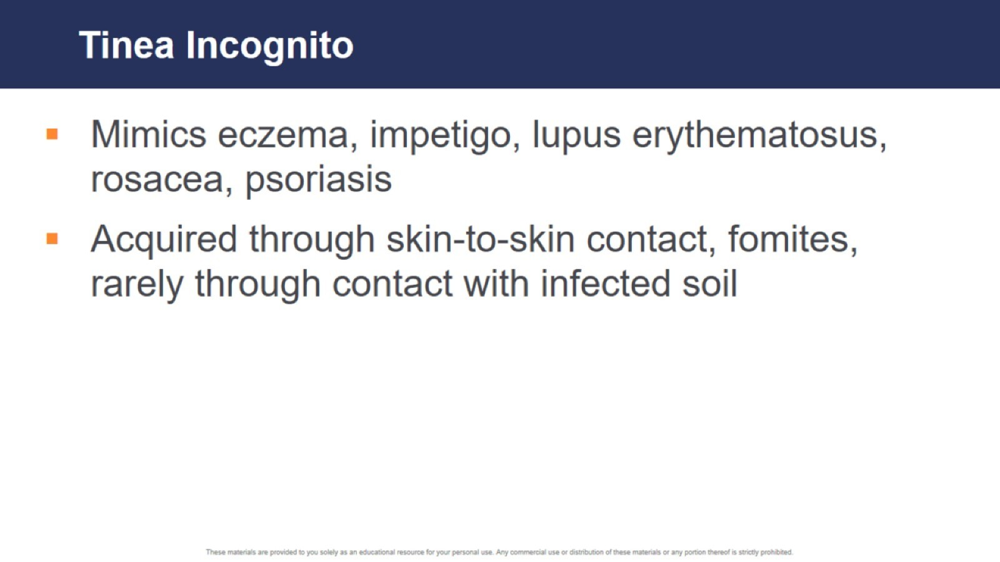 Tinea Incognito
Mimics eczema, impetigo, lupus erythematosus,
rosacea, psoriasis
Acquired through skin-to-skin contact, fomites,
rarely through contact with infected soil
These materials are provided to you solely as an educational resource for your personal use. Any commercial use or distribution of these materials or any portion thereof is strictly prohibited.